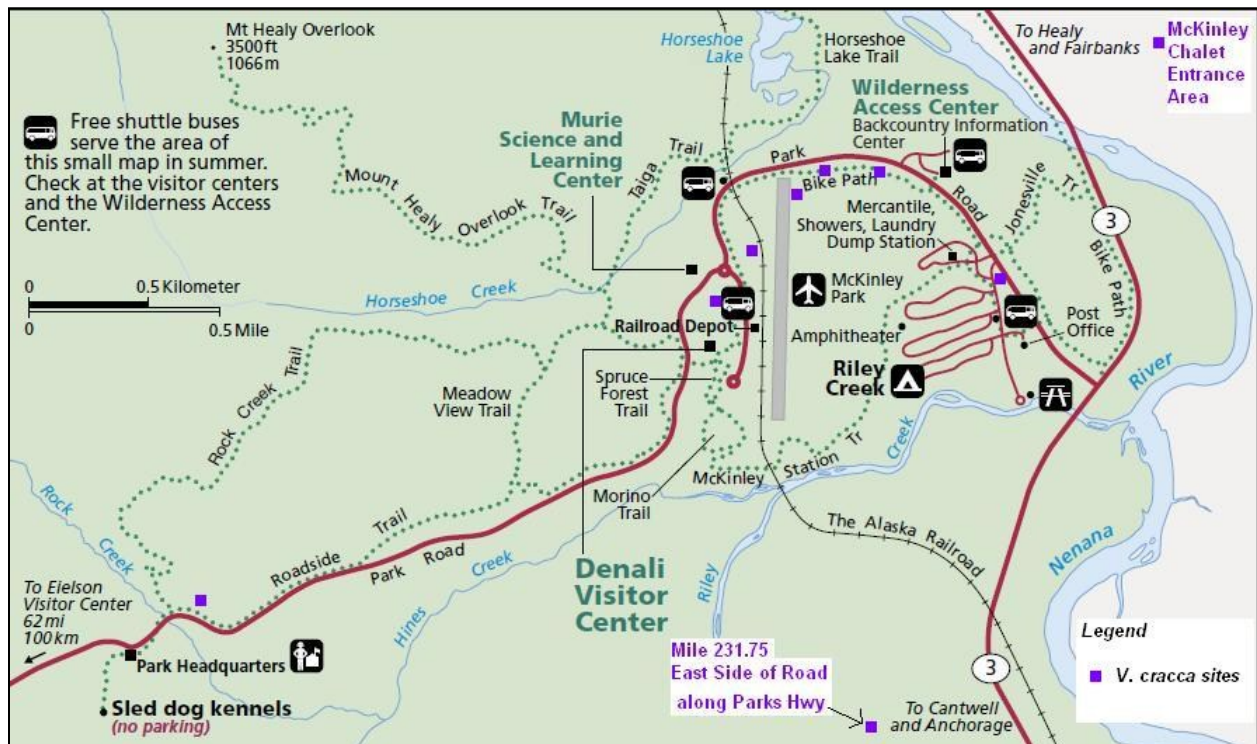 Mt Healy Overlook
3500 ft
1066 m
Free shuttle buses
serve the area of
this small map in summer.
Check at the visitor centers
and the Wilderness Access
Center.
Horseshoe
Lake
Horseshoe
Lake Trail
To Healy
and Fairbanks
McKinley
Chalet
Entrance
Area
Wilderness
Access Center
Backcountry Information
Center
Murie
Science and
Learning
Center
Taiga Trail
Park Road
Bike Path
Mount Healy Overlook Trail
Mercantile,
Showers, Laundry
Dump Station
Jonesville Tr
3
Bike Path
0 0.5 Kilometer
0 0.5 Mile
Horseshoe Creek
McKinley
Park
Railroad Depot
Amphitheater
Post
Office
Riley
Creek
River
Rock Creek Trail
Meadow
View Trail
Spruce
Forest
Trail
Creek
McKinley Station Tr
Morino
Trail
Rock Creek
Roadside Trail
Park Road
Hines Creek
The Alaska Railroad
Riley
Nenana
Denali
Visitor
Center
To Eielson
Visitor Center
62 mi
100 km
Park Headquarters
Sled dog kennels
(no parking)
Mile 231.75
East Side of Road
along Parks Hwy
3
To Cantwell
and Anchorage
Legend
V. cracca sites